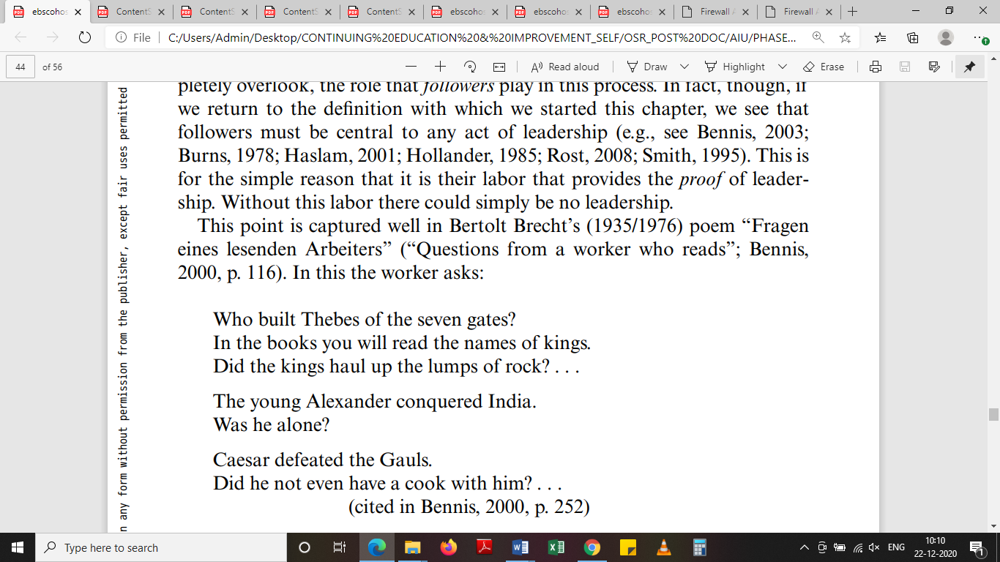 ebscohos
ContentS
ContentS
ContentS
ContentS
ebscohos
ebscohos
ebscohos
Firewall A
Firewall A
File
C:/Users/Admin/Desktop/CONTINUING%20EDUCATION%20&%20IMPROVEMENT_SELF/OSR_POST%20DOC/AIU/PHASE...
44 of 56
Read aloud
Draw
Highlight
Erase
n any form without permission from the publisher, except fair uses permitted
pletely overlook, the role that followers play in this process. In fact, though, if
we return to the definition with which we started this chapter, we see that
followers must be central to any act of leadership (e.g., see Bennis, 2003;
Burns, 1978; Haslam, 2001; Hollander, 1985; Rost, 2008; Smith, 1995). This is
for the simple reason that it is their labor that provides the proof of leader-
ship. Without this labor there could simply be no leadership.
This point is captured well in Bertolt Brecht’s (1935/1976) poem “Fragen
eines lesenden Arbeiters” (“Questions from a worker who reads”; Bennis,
2000, p. 116). In this the worker asks:
Who built Thebes of the seven gates?
In the books you will read the names of kings.
Did the kings haul up the lumps of rock? . . .
The young Alexander conquered India.
Was he alone?
Caesar defeated the Gauls.
Did he not even have a cook with him? . . .
(cited in Bennis, 2000, p. 252)
Type here to search
ENG
10:10
22-12-2020
1